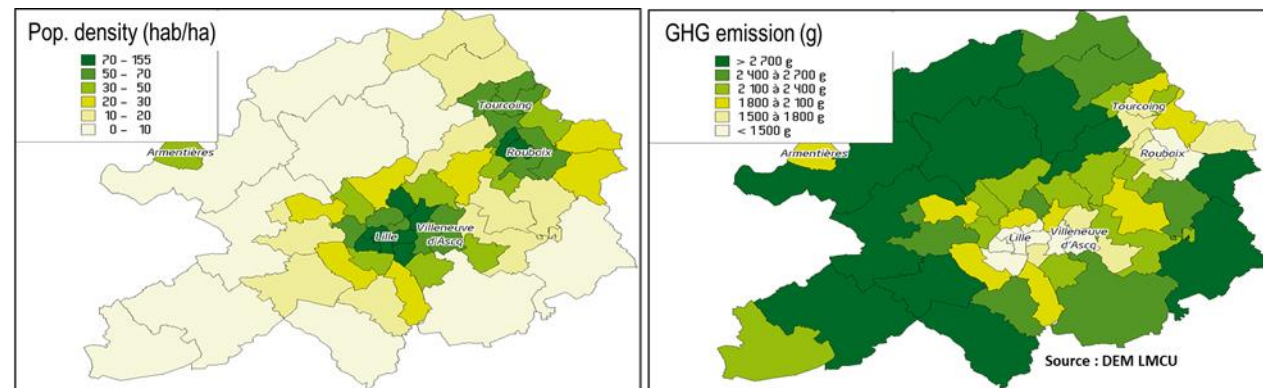 Pop. density (hab/ha)
70 – 155
50 – 70
30 – 50
20 – 30
10 – 20
0 – 10
Tourcoing
Armentières
Roubaix
Lille
Villeneuve
d'Ascq
GHG emission (g)
> 2 700 g
2 400 à 2 700 g
2 100 à 2 400 g
1 800 à 2 100 g
1 500 à 1 800 g
< 1 500 g
Tourcoing
Armentières
Roubaix
Lille
Villeneuve
d'Ascq
Source : DEM LMCU